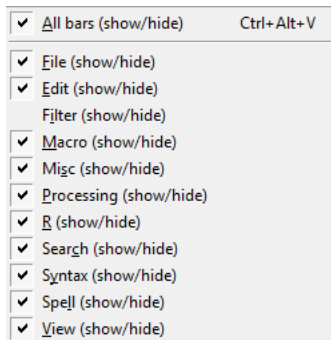 All bars (show/hide) Ctrl+Alt+V
File (show/hide)
Edit (show/hide)
Filter (show/hide)
Macro (show/hide)
Misc (show/hide)
Processing (show/hide)
R (show/hide)
Search (show/hide)
Syntax (show/hide)
Spell (show/hide)
View (show/hide)